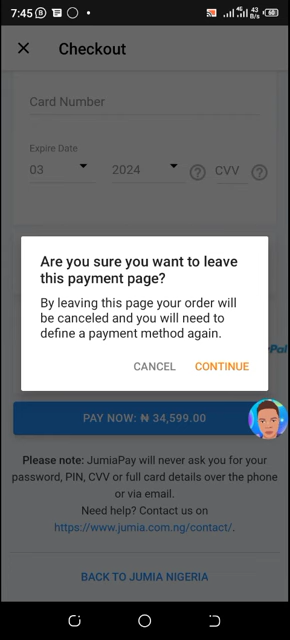 7:45
4G
43
B/s
60
Checkout
Card Number
Expire Date
03
2024
CVV
Are you sure you want to leave
this payment page?
By leaving this page your order will
be canceled and you will need to
define a payment method again.
CANCEL
CONTINUE
Pal
PAY NOW: ₦ 34,599.00
Please note: JumiaPay will never ask you for your
password, PIN, CVV or full card details over the phone
or via email.
Need help? Contact us on
https://www.jumia.com.ng/contact/.
BACK TO JUMIA NIGERIA